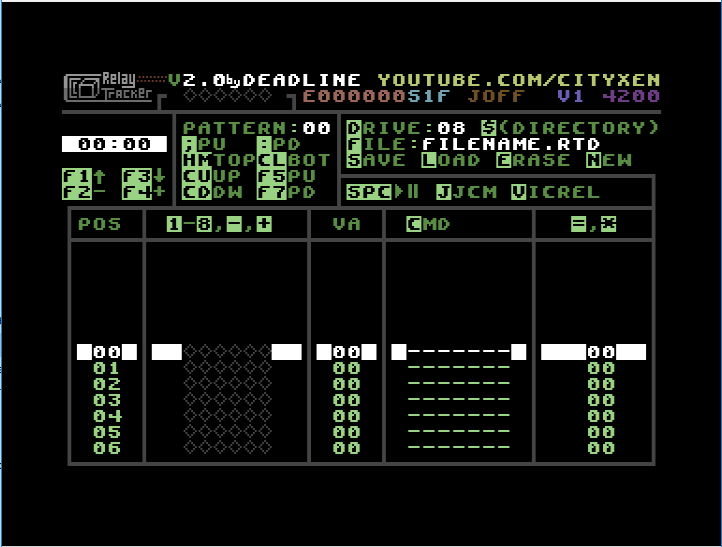 Relay Tracker V2.0 by DEADLINE YOUTUBE.COM/CITYXEN
E000000S1F JOFF V1 4200
PATTERN:00 DRIVE:08 $(DIRECTORY)
00:00 ;PU :PD FILE:FILENAME.RTD
HMTOP CLBOT SAVE LOAD ERASE NEW
F1↑ F3↓ CUUP F5PU
F2- F4+ CDDW F7PD SPC JJCM VICREL
POS 1-8,-,+ VA CMD =,*
00 00 ------- 00
01 00 ------- 00
02 00 ------- 00
03 00 ------- 00
04 00 ------- 00
05 00 ------- 00
06 00 ------- 00